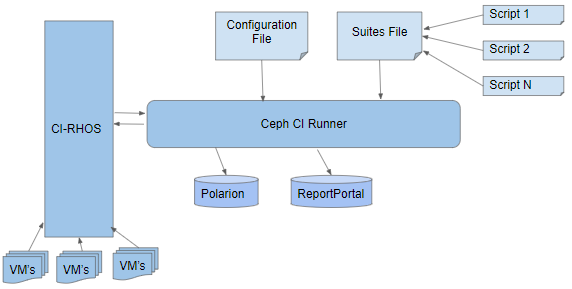 Configuration
File
Suites File
Script 1
Script 2
Script N
CI-RHOS
Ceph CI Runner
Polarion
ReportPortal
VM's
VM's
VM's